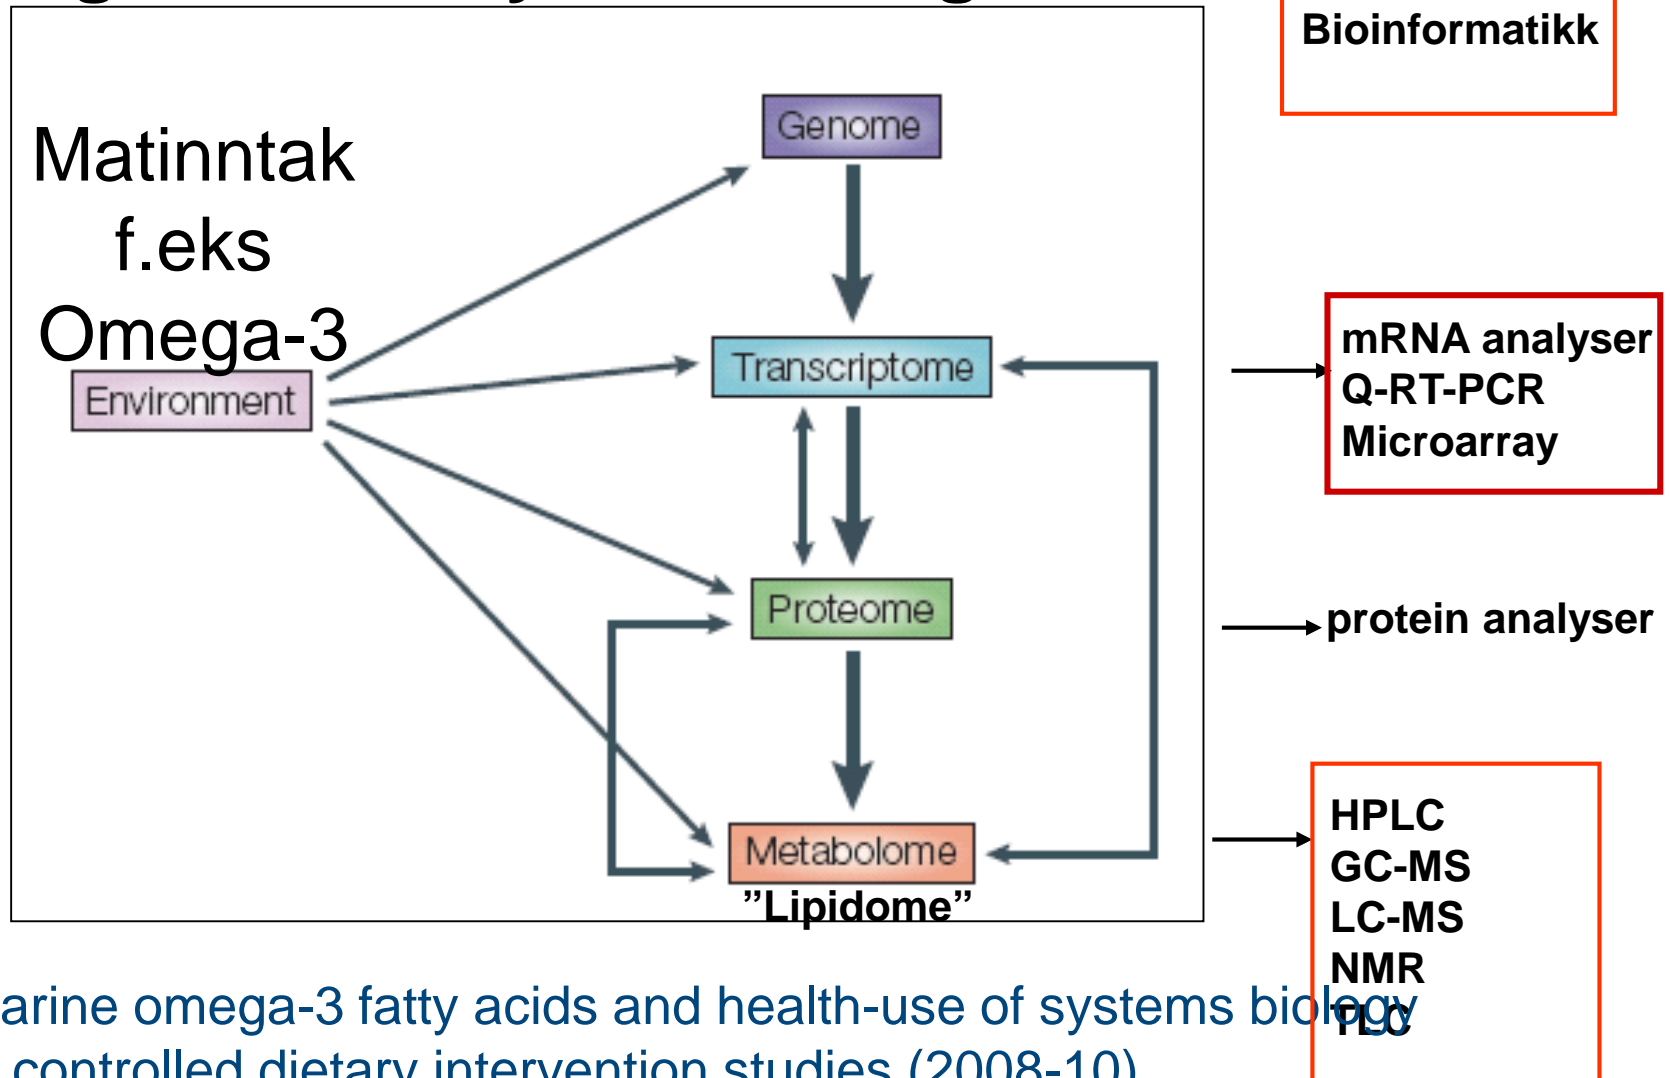 Bioinformatikk
Matinntak
f.eks
Omega-3
Environment
Genome
Transcriptome
Proteome
Metabolome
”Lipidome”
mRNA analyser
Q-RT-PCR
Microarray
protein analyser
HPLC
GC-MS
LC-MS
NMR
TLC
arine omega-3 fatty acids and health-use of systems biology
controlled dietary intervention studies (2008-10)